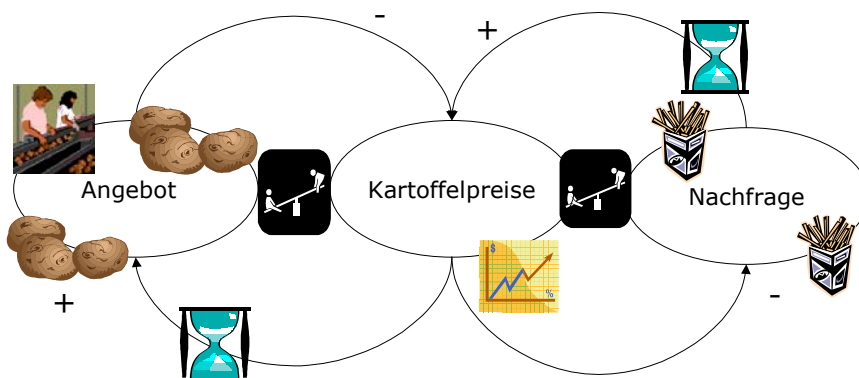 -
+
Angebot
Kartoffelpreise
Nachfrage
$
%
+
-